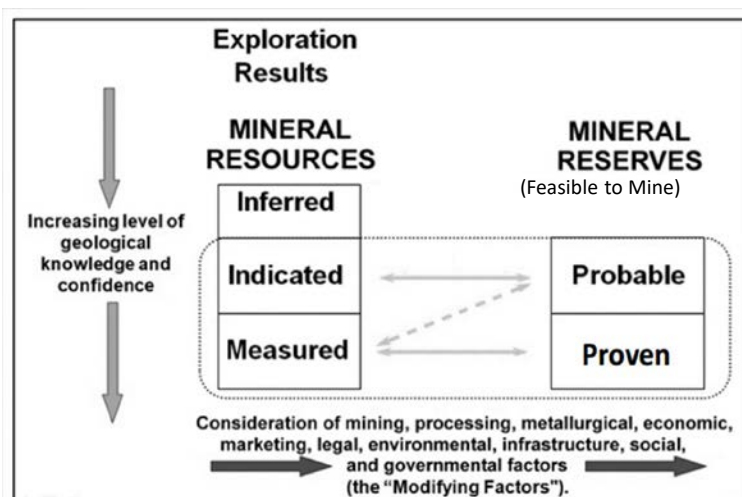 Exploration
Results
MINERAL
RESOURCES
MINERAL
RESERVES
(Feasible to Mine)
Increasing level of
geological
knowledge and
confidence
Inferred
Indicated
Measured
Probable
Proven
Consideration of mining, processing, metallurgical, economic,
marketing, legal, environmental, infrastructure, social,
and governmental factors
(the "Modifying Factors").